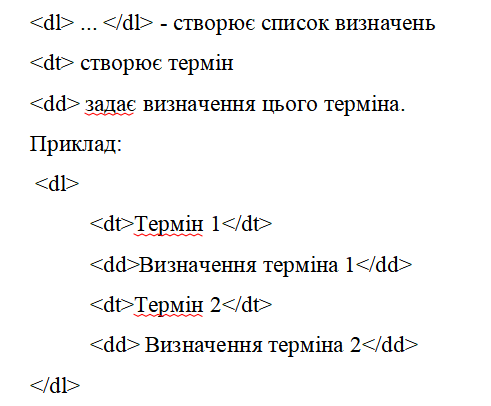 <dl> ... </dl> - створює список визначень
<dt> створює термін
<dd> задає визначення цього терміна.
Приклад:
<dl>
<dt>Термін 1</dt>
<dd>Визначення терміна 1</dd>
<dt>Термін 2</dt>
<dd> Визначення терміна 2</dd>
</dl>